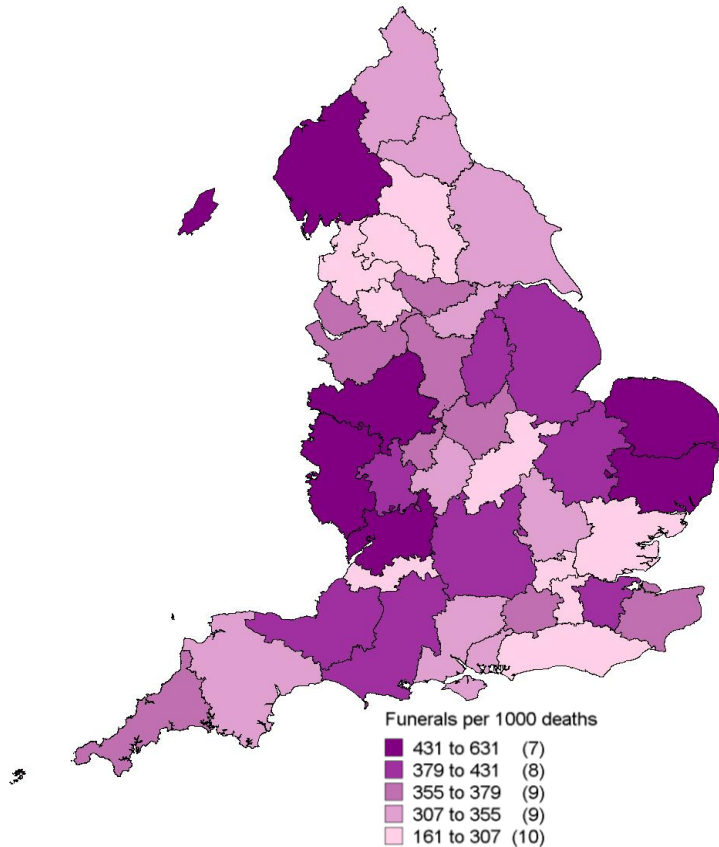 Funerals per 1000 deaths
431 to 631 (7)
379 to 431 (8)
355 to 379 (9)
307 to 355 (9)
161 to 307 (10)